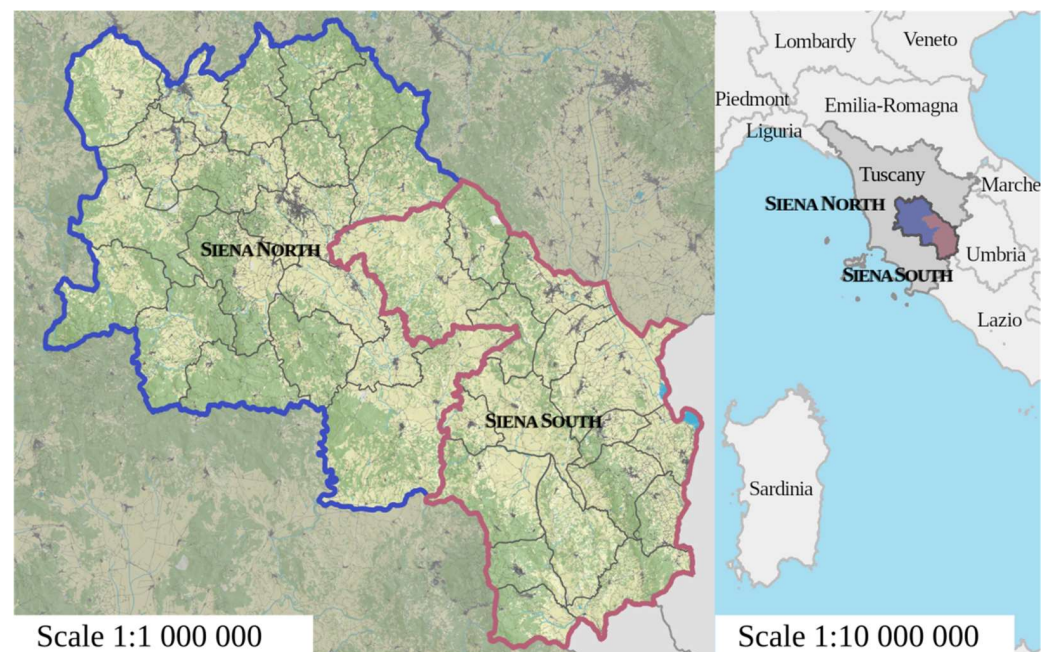 SIENA NORTH
SIENA SOUTH
Scale 1:1 000 000
Lombardy
Veneto
Piedmont
Emilia-Romagna
Liguria
Tuscany
Marche
SIENA NORTH
Umbria
SIENA SOUTH
Lazio
Sardinia
Scale 1:10 000 000